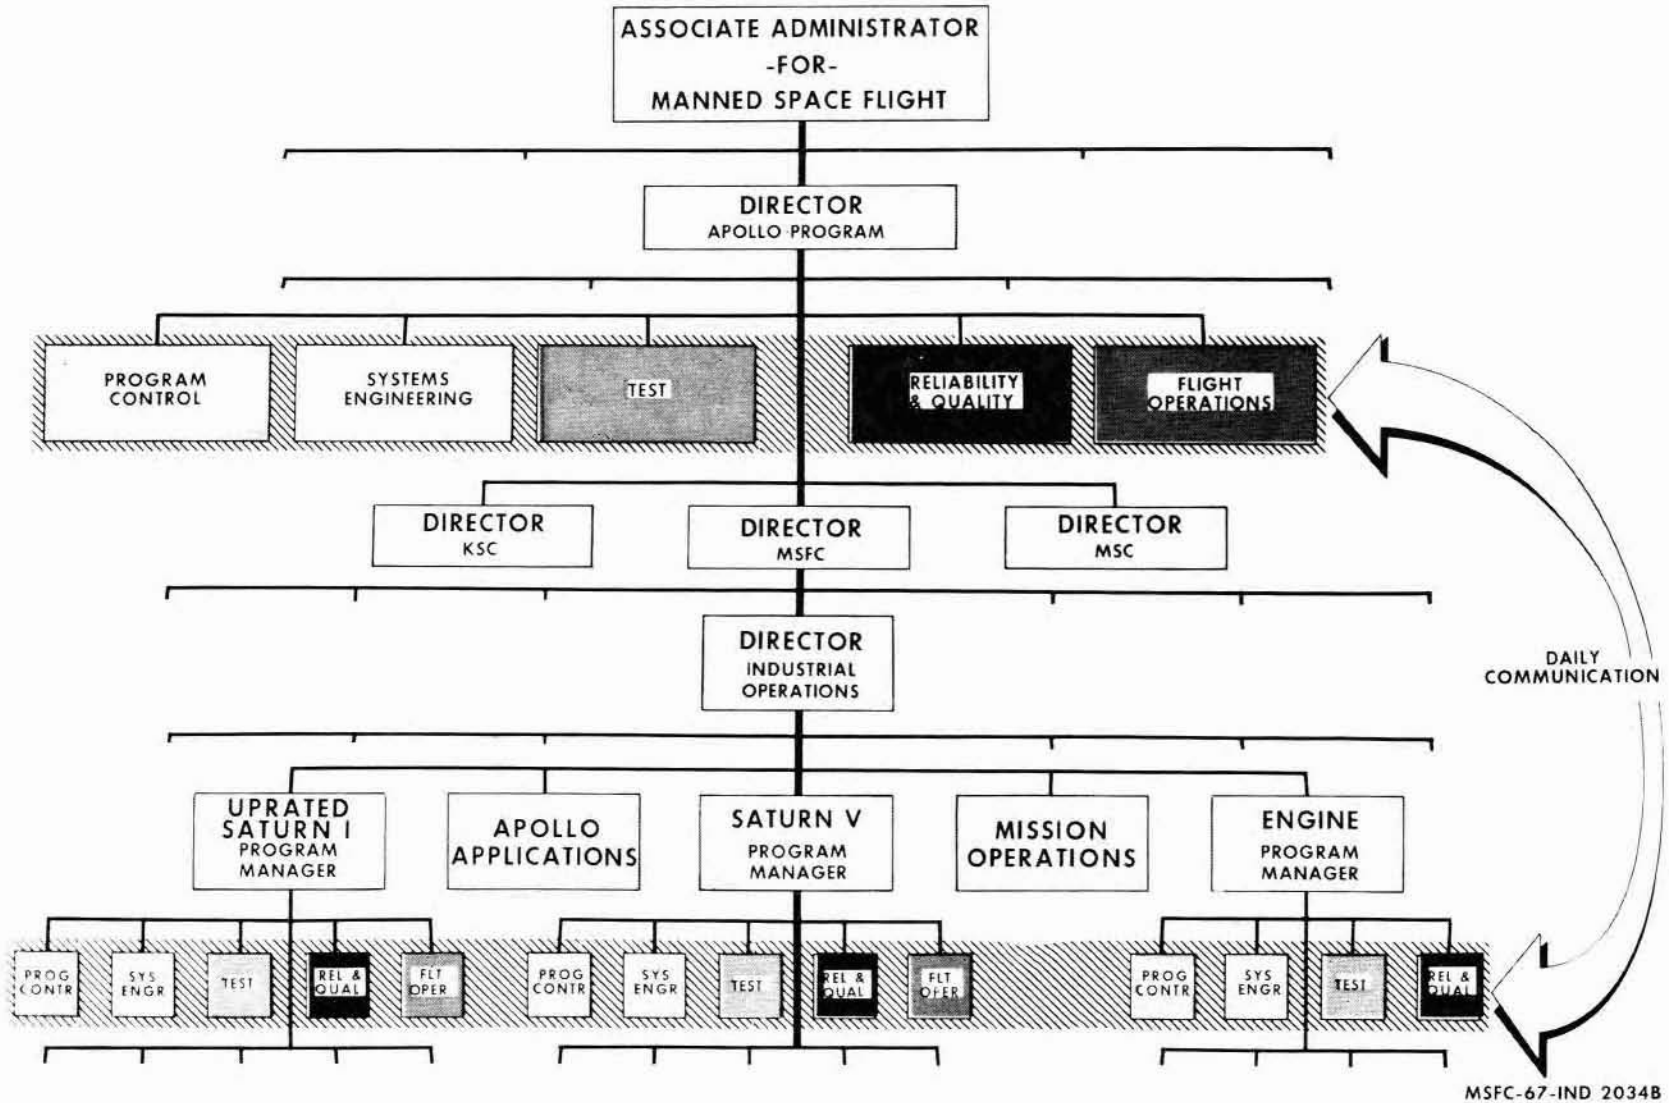 ASSOCIATE ADMINISTRATOR
-FOR-
MANNED SPACE FLIGHT
DIRECTOR
APOLLO PROGRAM
PROGRAM
CONTROL
SYSTEMS
ENGINEERING
TEST
RELIABILITY
& QUALITY
FLIGHT
OPERATIONS
DIRECTOR
KSC
DIRECTOR
MSFC
DIRECTOR
MSC
DIRECTOR
INDUSTRIAL
OPERATIONS
DAILY
COMMUNICATION
UPRATED
SATURN I
PROGRAM
MANAGER
APOLLO
APPLICATIONS
SATURN V
PROGRAM
MANAGER
MISSION
OPERATIONS
ENGINE
PROGRAM
MANAGER
PROG
CONTR
SYS
ENGR
TEST
REL &
QUAL
FLT
OPER
PROG
CONTR
SYS
ENGR
TEST
REL &
QUAL
FLT
OPER
PROG
CONTR
SYS
ENGR
TEST
REL &
QUAL
MSFC-67-IND 2034B